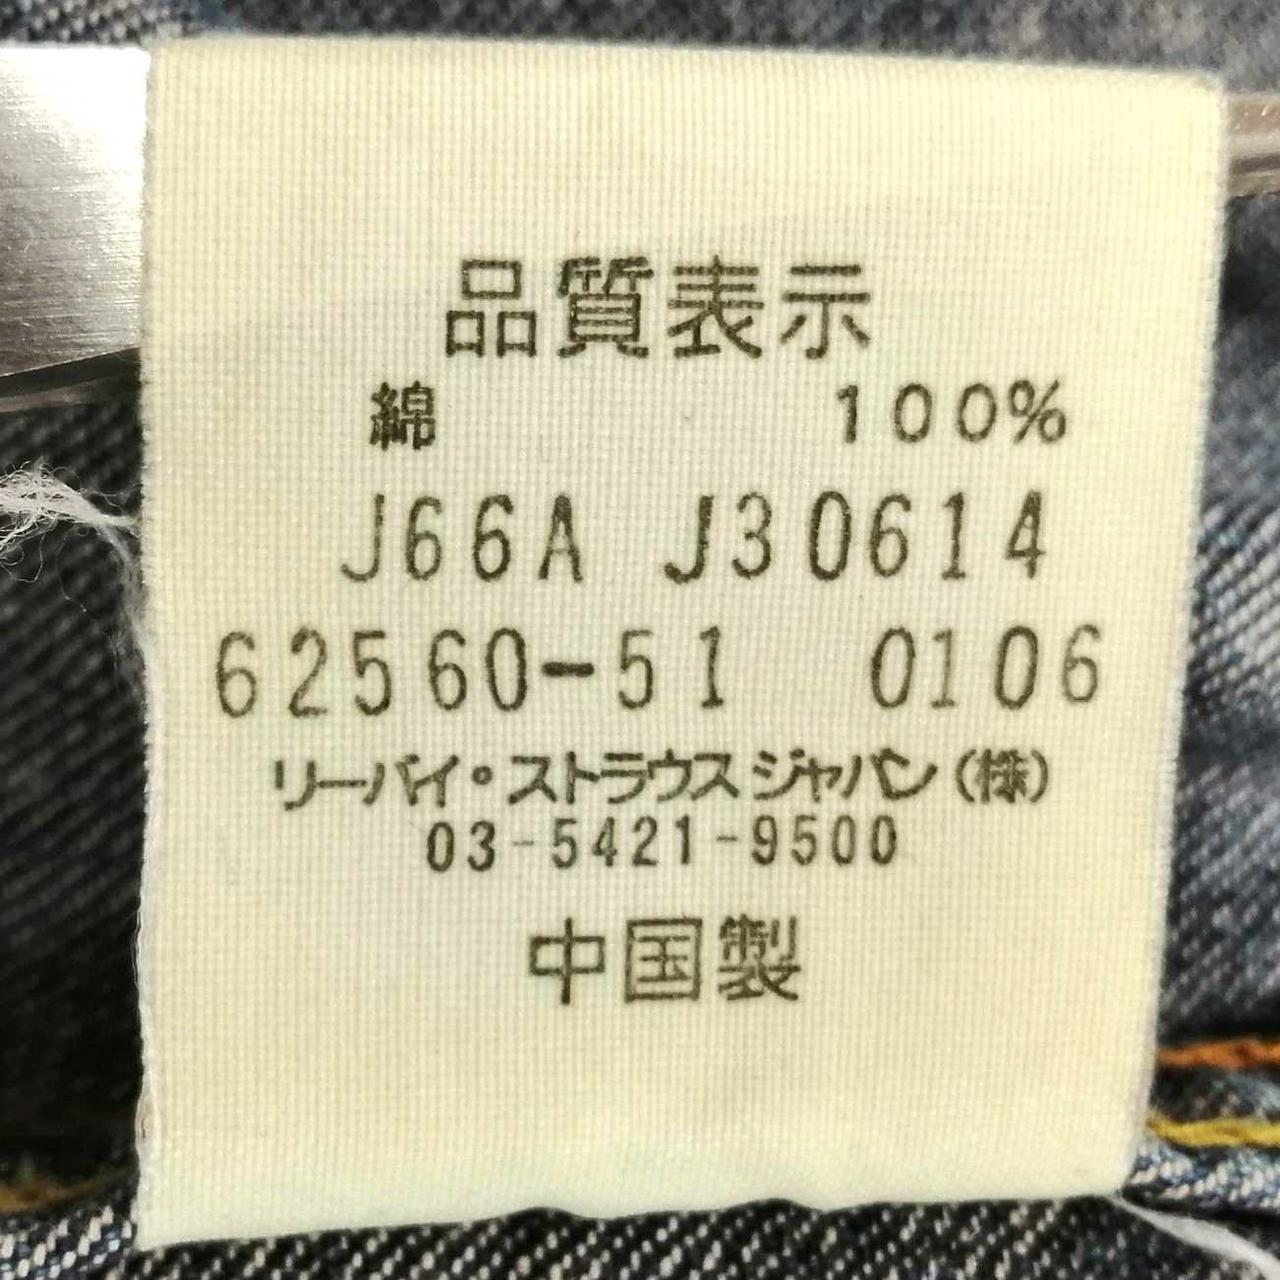 品質表示
綿 100%
J66A J30614
62560-51 0106
リーバイ・ストラウス ジャパン(株)
03-5421-9500
中国製